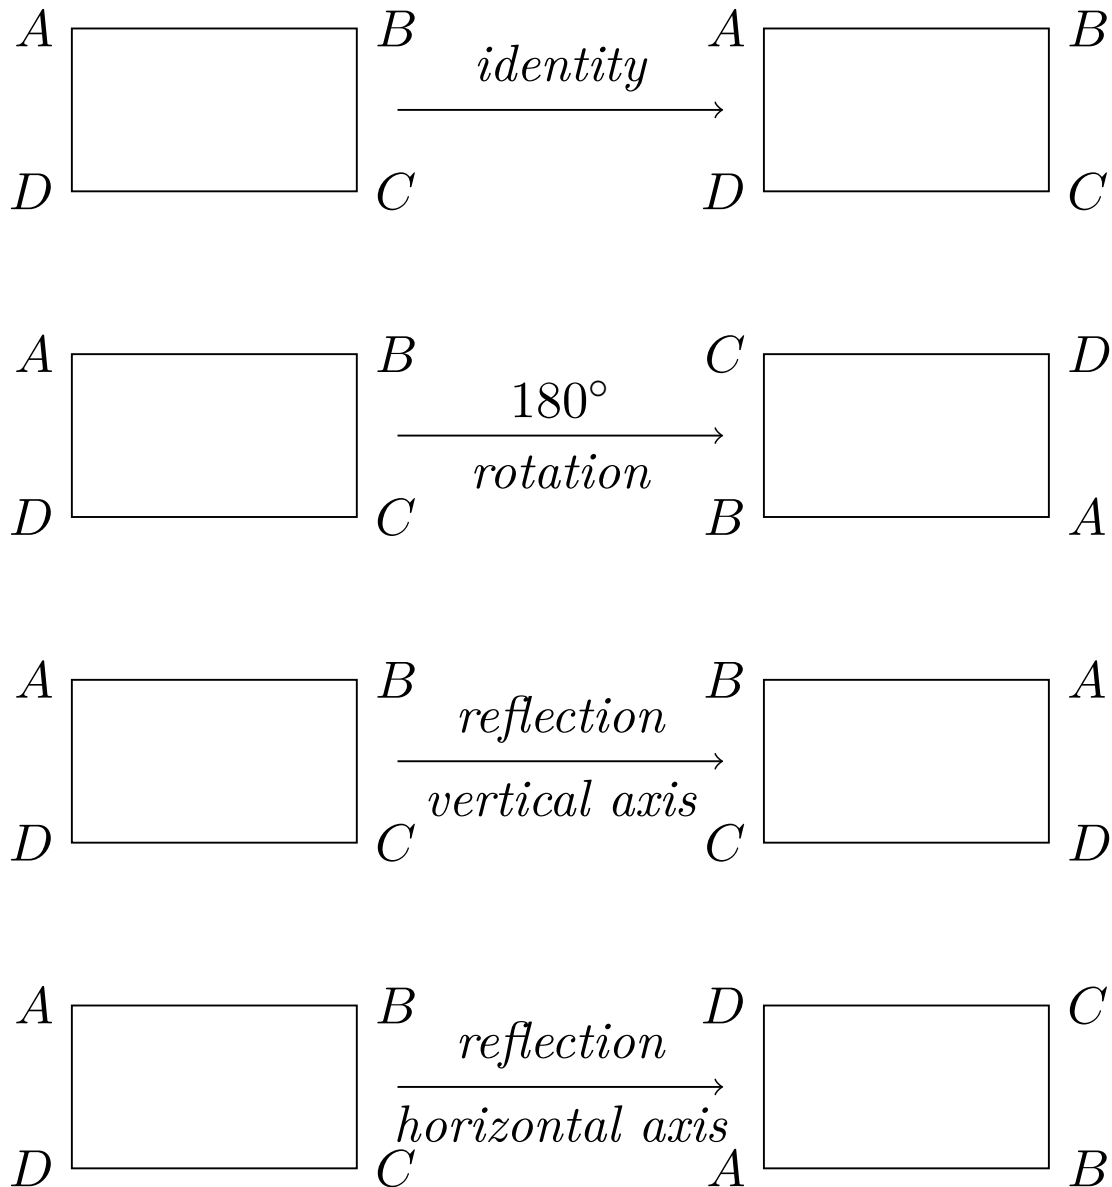 A B A B
identity
D C D C
A B C D
180°
rotation
D C B A
A B B A
reflection
vertical axis
D C C D
A B D C
reflection
horizontal axis
D C A B